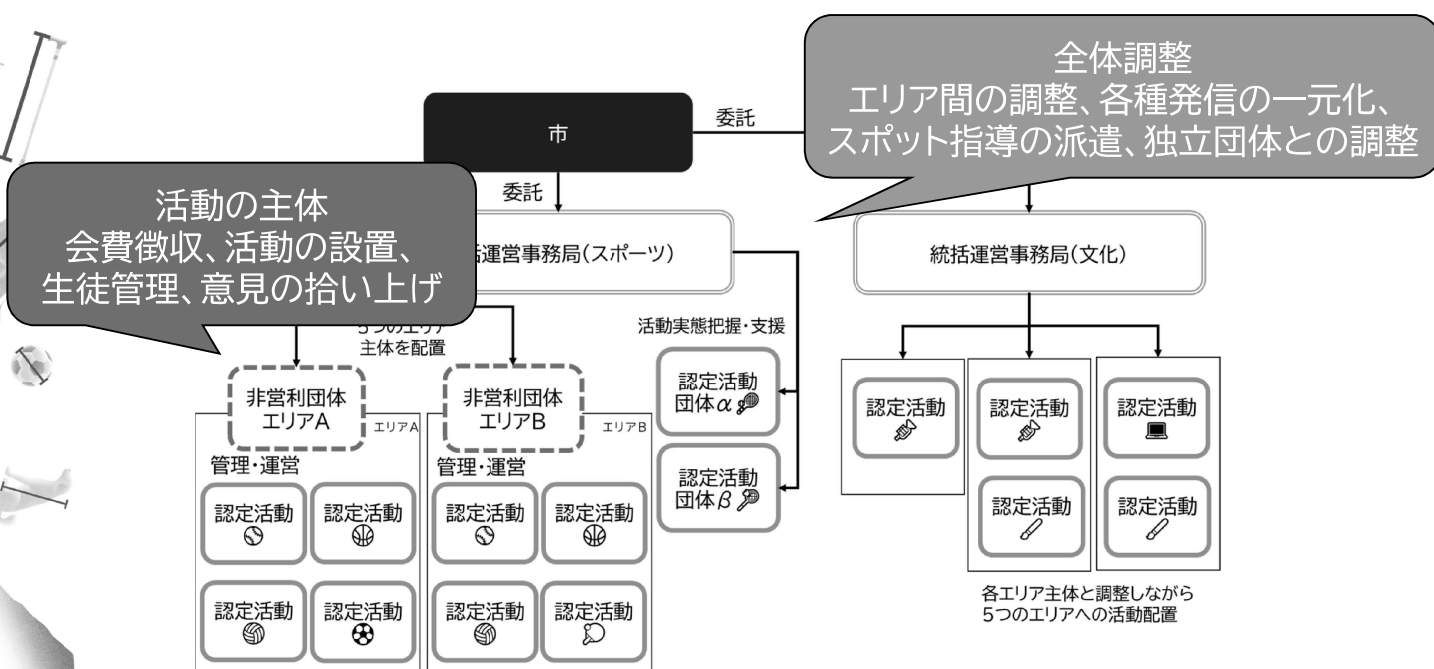 全体調整
エリア間の調整、各種発信の一元化、
スポット指導の派遣、独立団体との調整
市
委託
委託
活動の主体
会費徴収、活動の設置、
生徒管理、意見の拾い上げ
運営事務局(スポーツ)
統括運営事務局(文化)
5つのエリア
主体を配置
活動実態把握・支援
非営利団体
エリアA
エリアA
管理・運営
認定活動
認定活動
認定活動
認定活動
非営利団体
エリアB
エリアB
管理・運営
認定活動
認定活動
認定活動
認定活動
認定活動
団体α
認定活動
団体β
認定活動
認定活動
認定活動
認定活動
認定活動
各エリア主体と調整しながら
5つのエリアへの活動配置